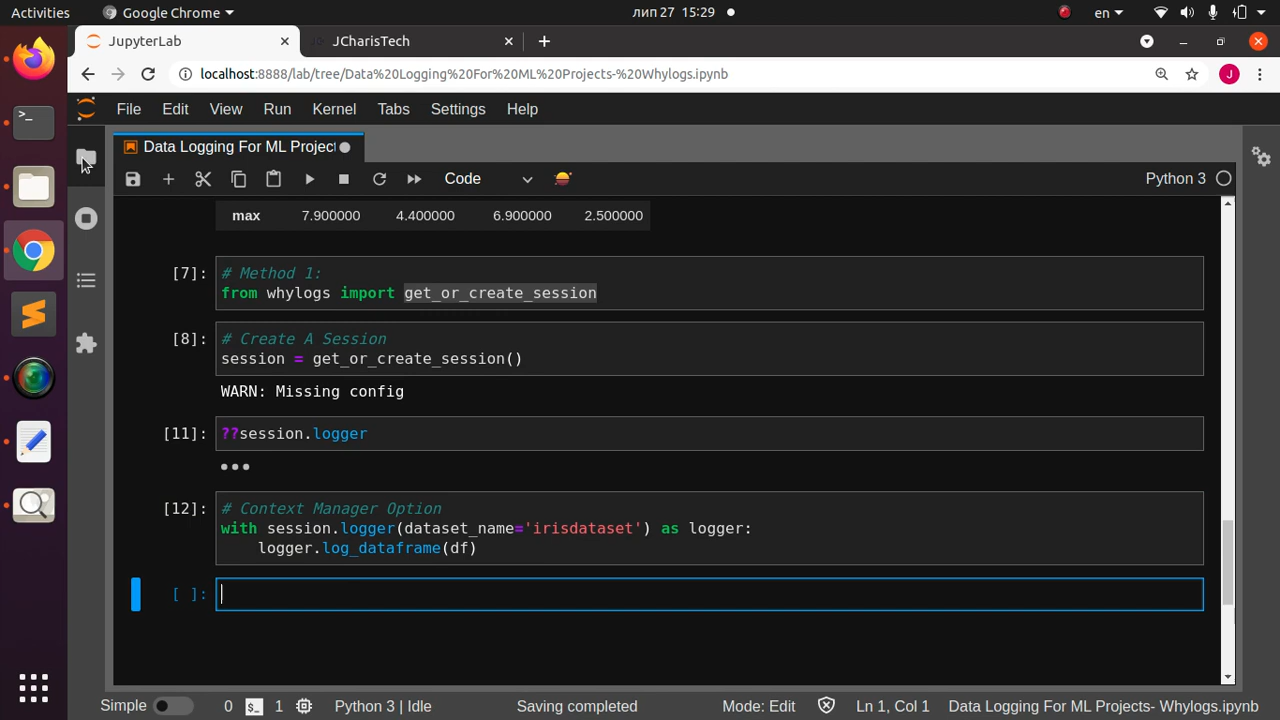 Activities
Google Chrome
лип 27 15:29
en
JupyterLab
JCharisTech
localhost:8888/lab/tree/Data%20Logging%20For%20ML%20Projects-%20Whylogs.ipynb
J
File
Edit
View
Run
Kernel
Tabs
Settings
Help
Data Logging For ML Project
Code
Python 3
max 7.900000 4.400000 6.900000 2.500000
[7]: # Method 1:
from whylogs import get_or_create_session
[8]: # Create A Session
session = get_or_create_session()
WARN: Missing config
[11]: ??session.logger
[12]: # Context Manager Option
with session.logger(dataset_name='irisdataset') as logger:
logger.log_dataframe(df)
[ ]:
Simple
0
$_
1
Python 3 | Idle
Saving completed
Mode: Edit
Ln 1, Col 1
Data Logging For ML Projects- Whylogs.ipynb